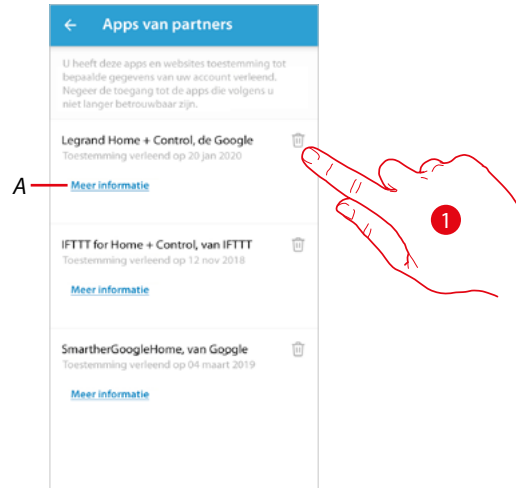 ← Apps van partners
U heeft deze apps en websites toestemming tot
bepaalde gegevens van uw account verleend.
Negeer de toegang tot de apps die volgens u
niet langer betrouwbaar zijn.
Legrand Home + Control, de Google
Toestemming verleend op 20 jan 2020
A
Meer informatie
1
IFTTT for Home + Control, van IFTTT
Toestemming verleend op 12 nov 2018
Meer informatie
SmartherGoogleHome, van Google
Toestemming verleend op 04 maart 2019
Meer informatie